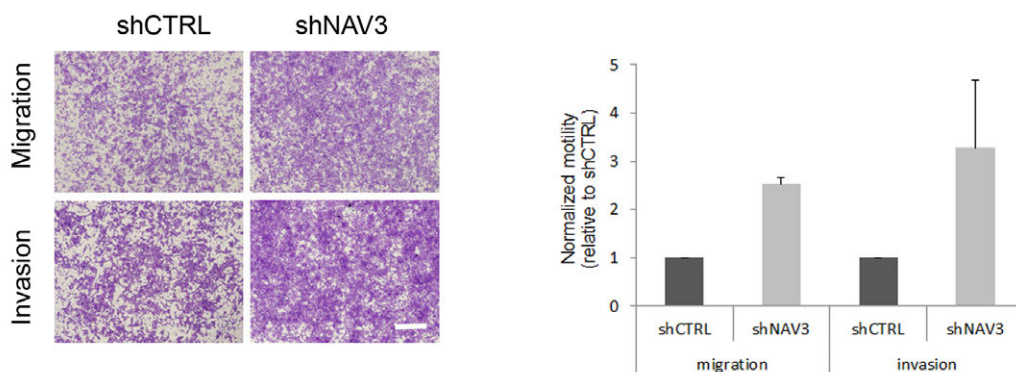 shCTRL shNAV3
Migration
Invasion
Normalized motility
(relative to shCTRL)
5
4
3
2
1
0
shCTRL shNAV3 shCTRL shNAV3
migration invasion